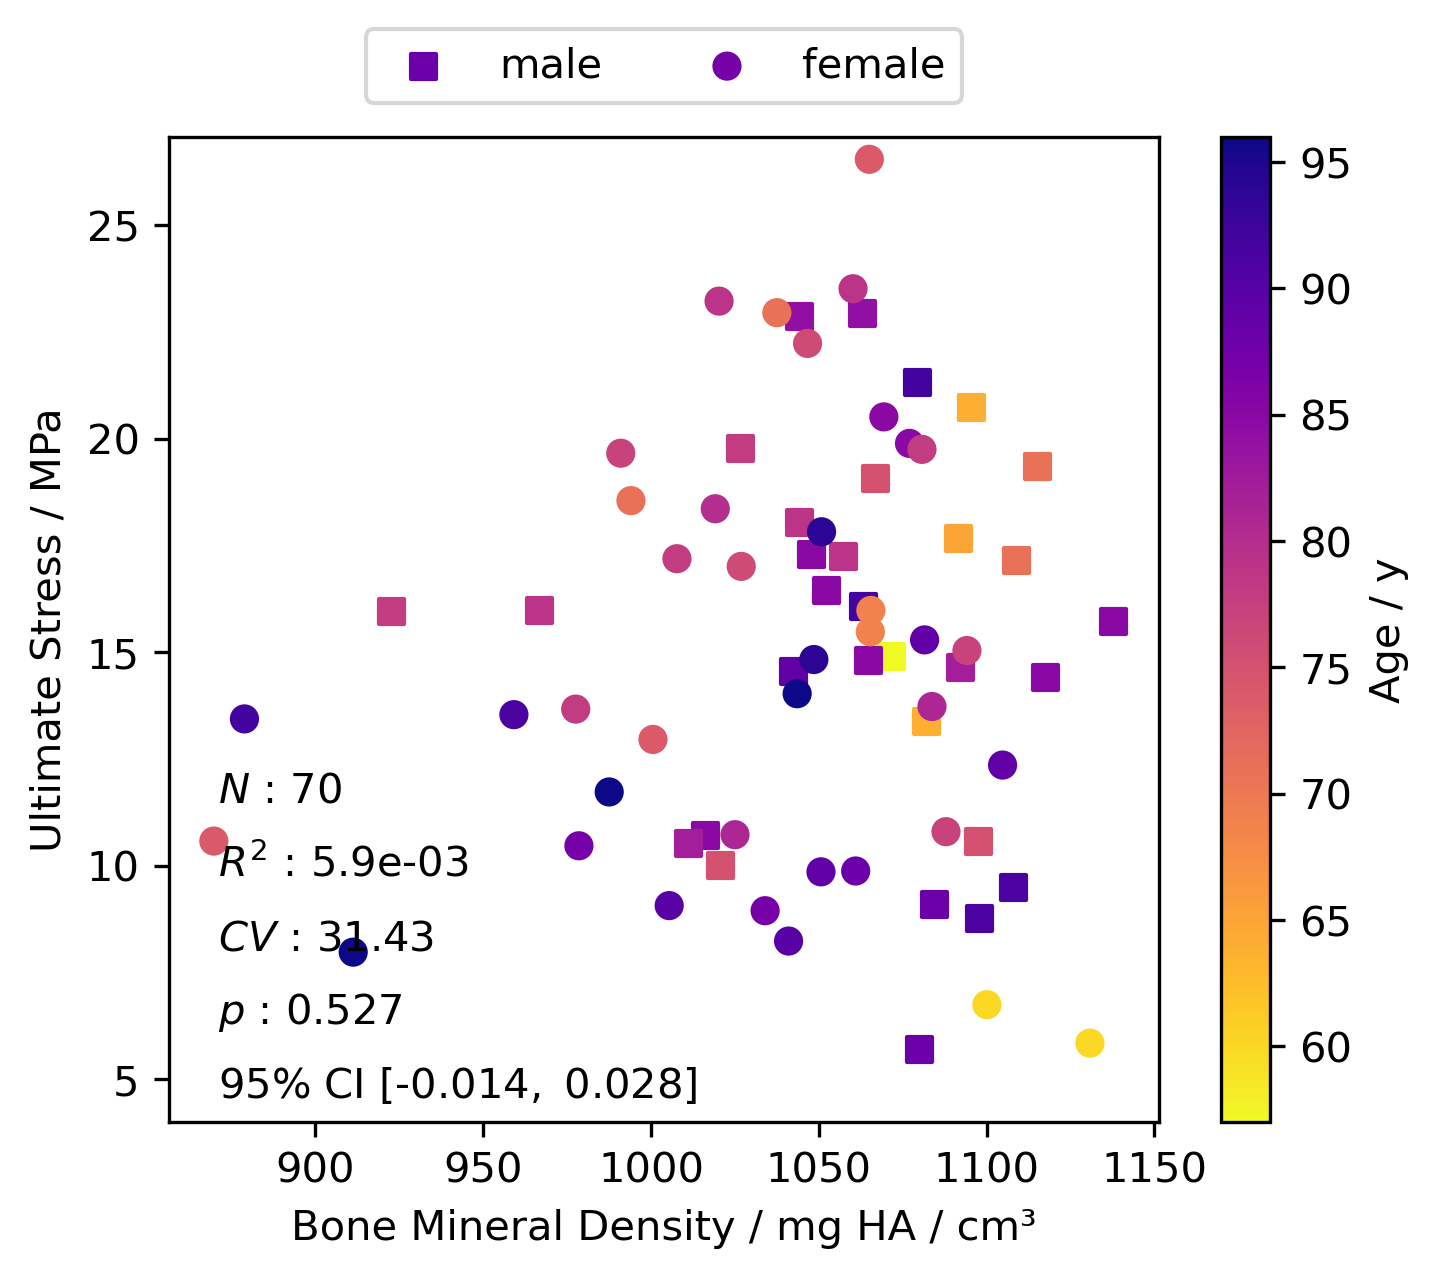 male female
25
20
15
10
5
Ultimate Stress / MPa
N : 70
R² : 5.9e-03
CV : 31.43
p : 0.527
95% CI [-0.014, 0.028]
900 950 1000 1050 1100 1150
Bone Mineral Density / mg HA / cm³
95
90
85
80
75
70
65
60
Age / y